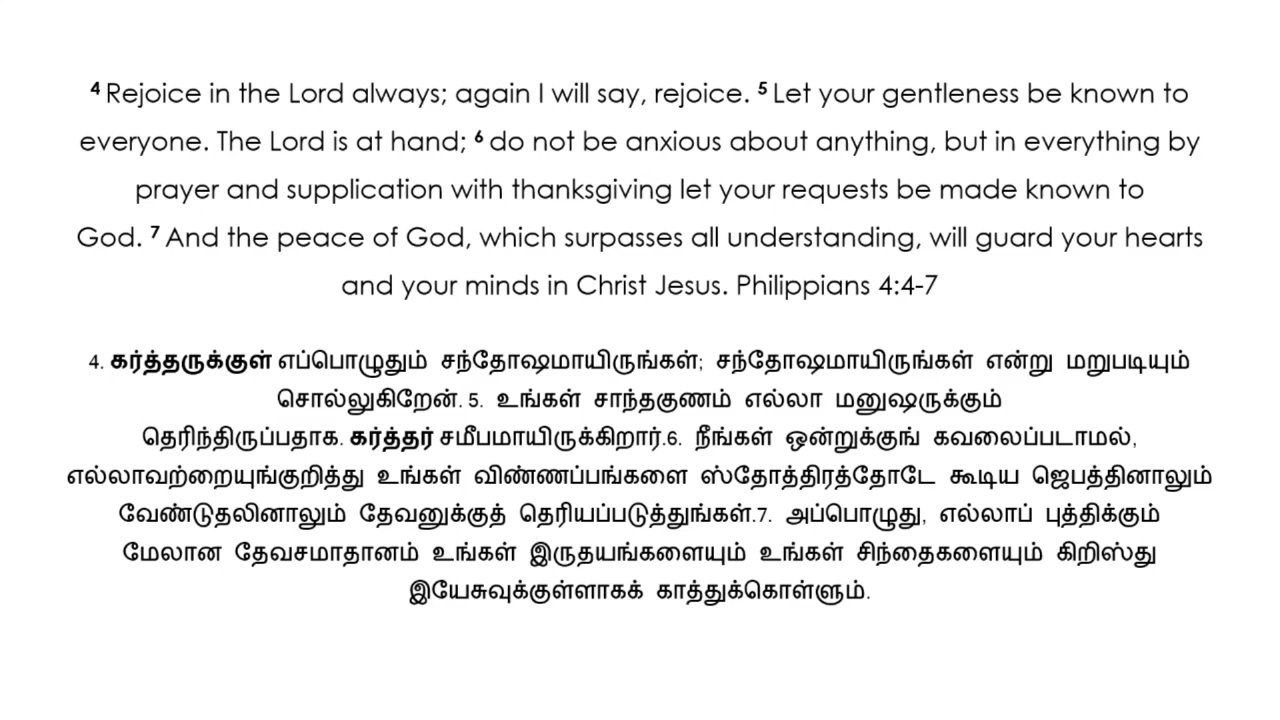 4 Rejoice in the Lord always; again I will say, rejoice. 5 Let your gentleness be known to
everyone. The Lord is at hand; 6 do not be anxious about anything, but in everything by
prayer and supplication with thanksgiving let your requests be made known to
God. 7 And the peace of God, which surpasses all understanding, will guard your hearts
and your minds in Christ Jesus. Philippians 4:4-7
4. கர்த்தருக்குள் எப்பொழுதும் சந்தோஷமாயிருங்கள்; சந்தோஷமாயிருங்கள் என்று மறுபடியும்
சொல்லுகிறேன். 5. உங்கள் சாந்தகுணம் எல்லா மனுஷருக்கும்
தெரிந்திருப்பதாக. கர்த்தர் சமீபமாயிருக்கிறார்.6. நீங்கள் ஒன்றுக்குங் கவலைப்படாமல்,
எல்லாவற்றையுங்குறித்து உங்கள் விண்ணப்பங்களை ஸ்தோத்திரத்தோடே கூடிய ஜெபத்தினாலும்
வேண்டுதலினாலும் தேவனுக்குத் தெரியப்படுத்துங்கள்.7. அப்பொழுது, எல்லாப் புத்திக்கும்
மேலான தேவசமாதானம் உங்கள் இருதயங்களையும் உங்கள் சிந்தைகளையும் கிறிஸ்து
இயேசுவுக்குள்ளாகக் காத்துக்கொள்ளும்.